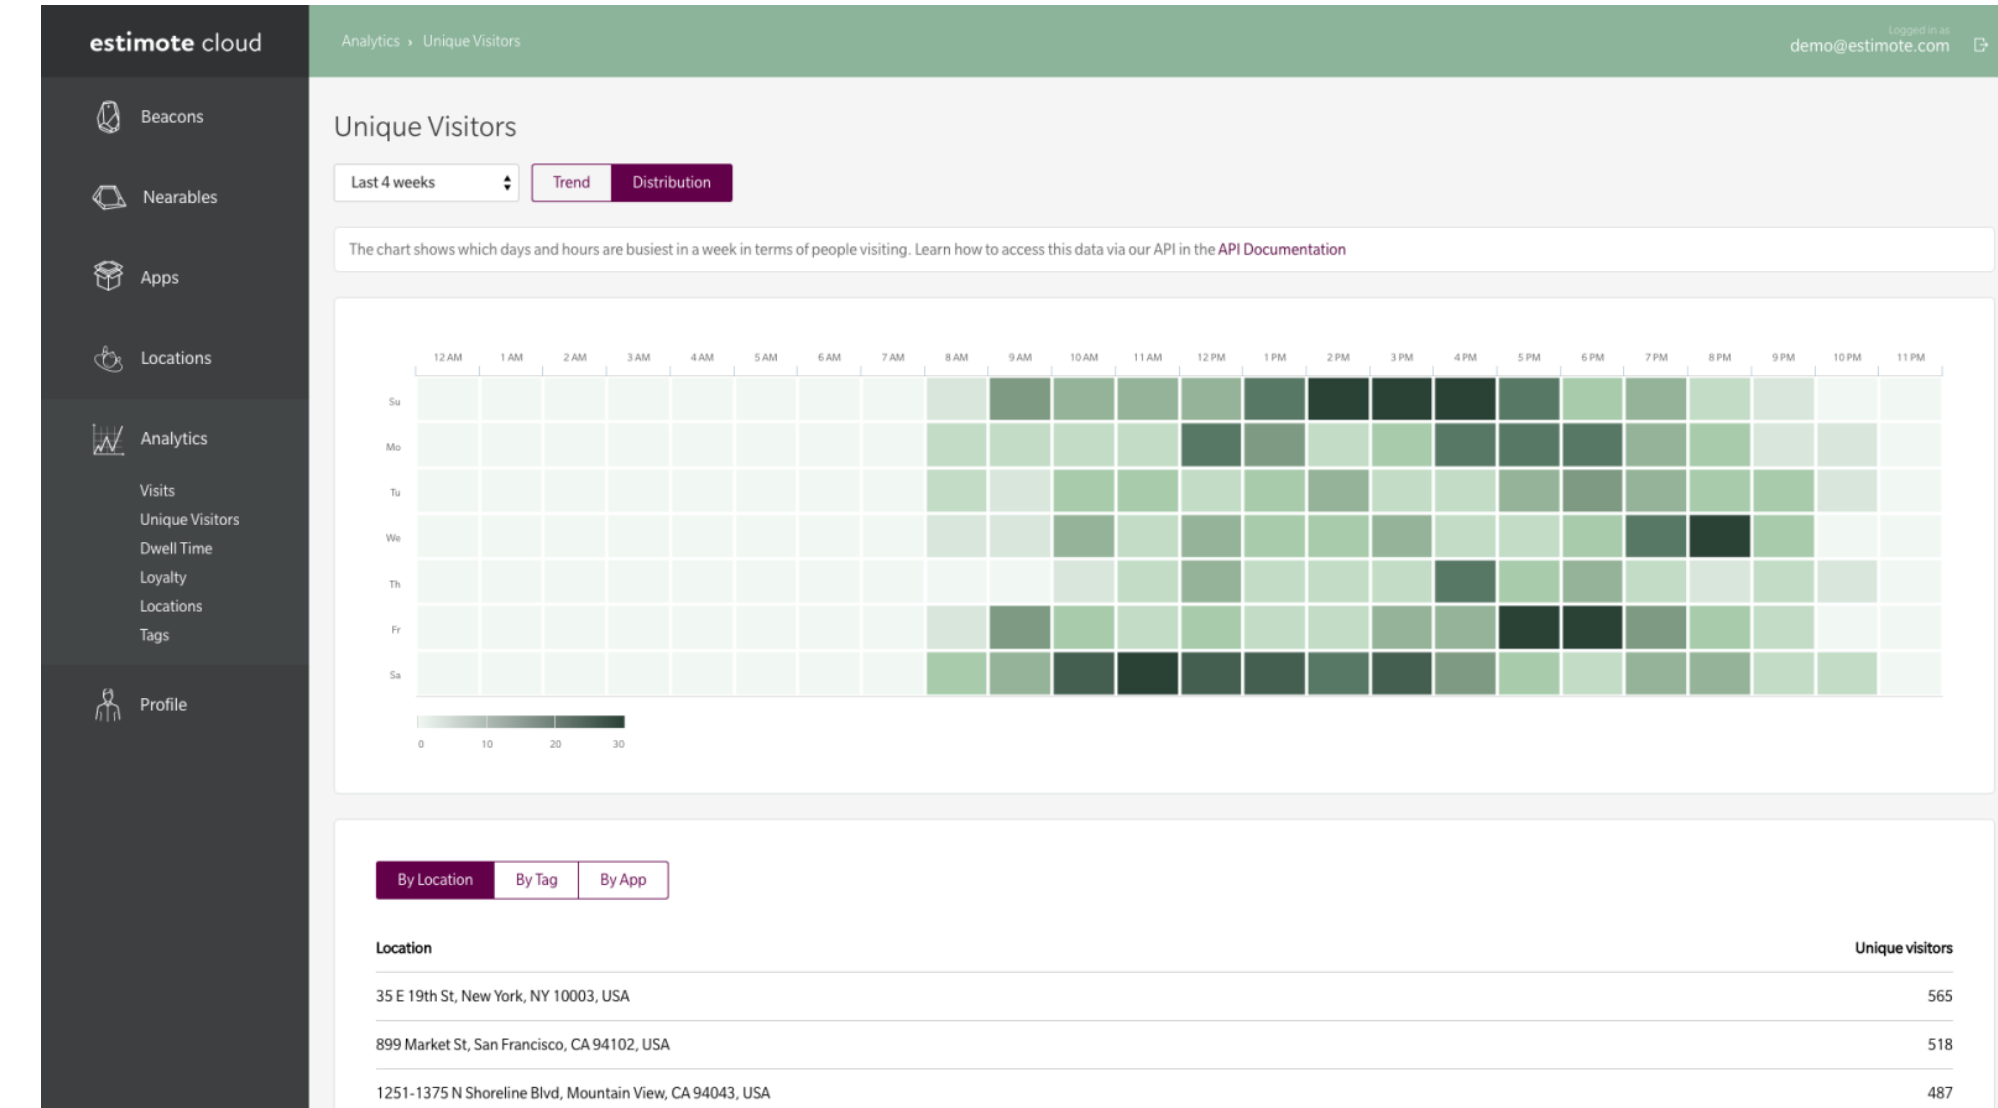 estimote cloud
Analytics › Unique Visitors
Logged in as
demo@estimote.com
Beacons
Nearables
Apps
Locations
Analytics
Visits
Unique Visitors
Dwell Time
Loyalty
Locations
Tags
Profile
Unique Visitors
Last 4 weeks Trend Distribution
The chart shows which days and hours are busiest in a week in terms of people visiting. Learn how to access this data via our API in the API Documentation
12 AM 1 AM 2 AM 3 AM 4 AM 5 AM 6 AM 7 AM 8 AM 9 AM 10 AM 11 AM 12 PM 1 PM 2 PM 3 PM 4 PM 5 PM 6 PM 7 PM 8 PM 9 PM 10 PM 11 PM
Su
Mo
Tu
We
Th
Fr
Sa
0 10 20 30
By Location By Tag By App
Location Unique visitors
35 E 19th St, New York, NY 10003, USA 565
899 Market St, San Francisco, CA 94102, USA 518
1251-1375 N Shoreline Blvd, Mountain View, CA 94043, USA 487